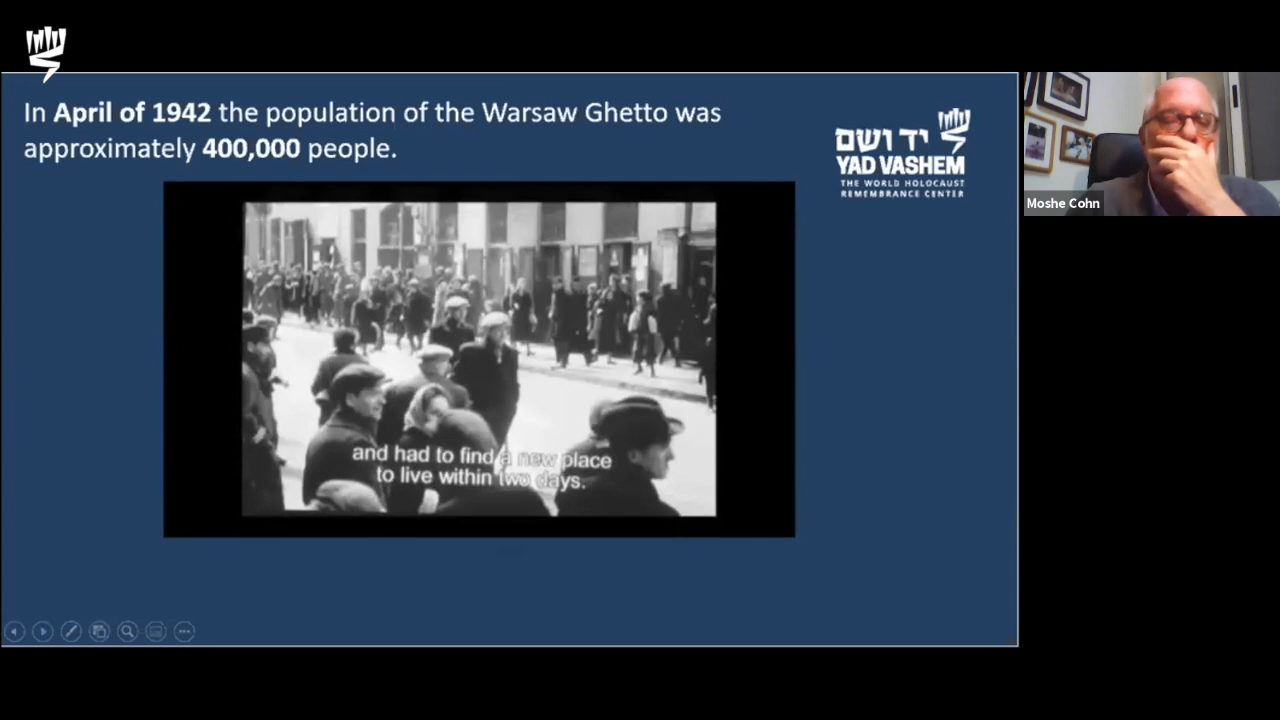 In April of 1942 the population of the Warsaw Ghetto was
approximately 400,000 people.
יד ושם
YAD VASHEM
THE WORLD HOLOCAUST
REMEMBRANCE CENTER
Moshe Cohn
and had to find a new place
to live within two days.